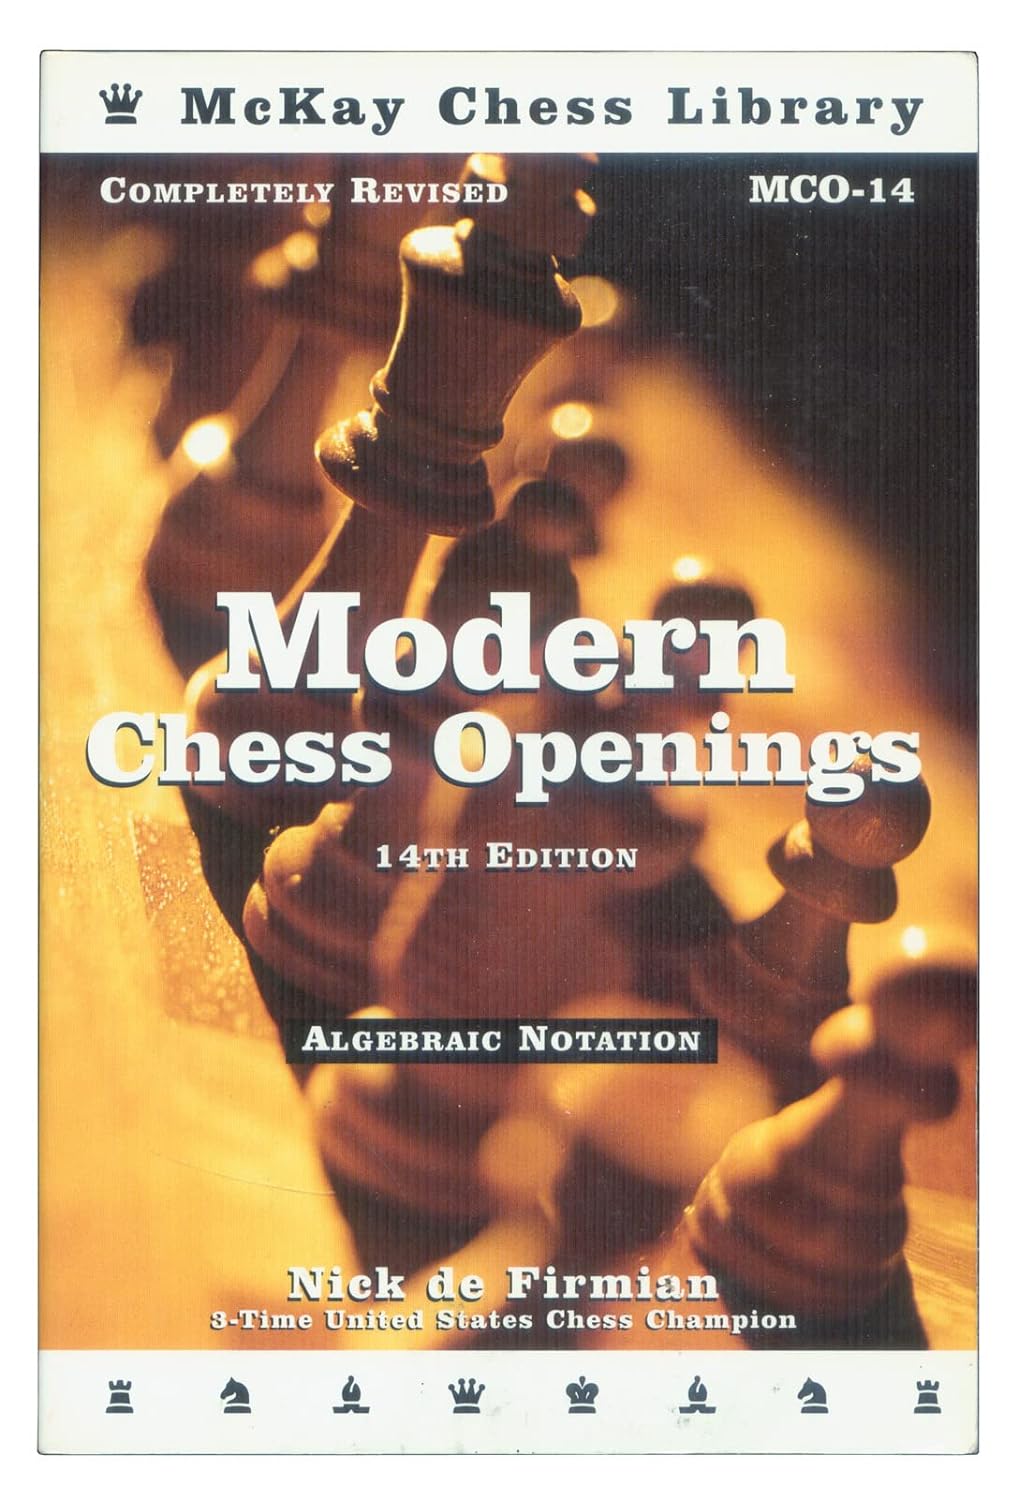 McKay Chess Library
COMPLETELY REVISED
MCO-14
Modern
Chess Openings
14TH EDITION
ALGEBRAIC NOTATION
Nick de Firmian
3-Time United States Chess Champion